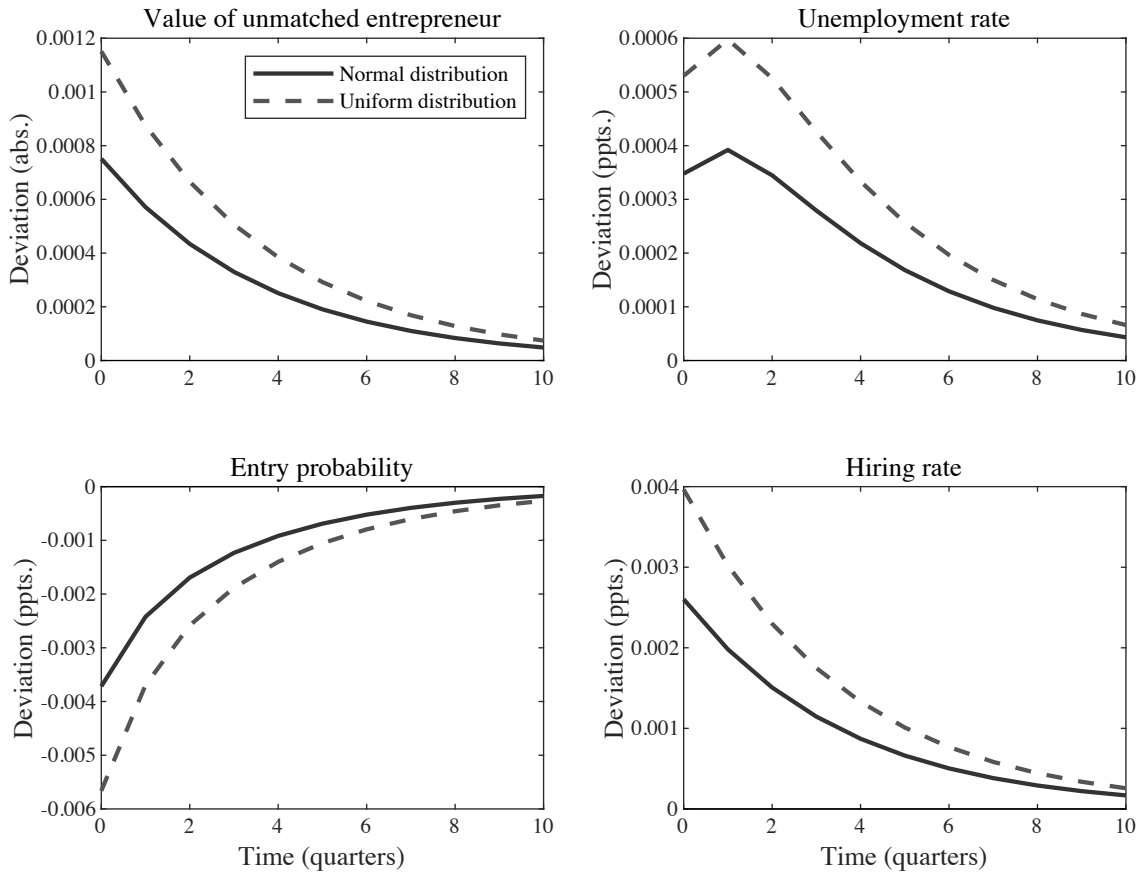 Value of unmatched entrepreneur
Deviation (abs.)
0.0012
0.001
0.0008
0.0006
0.0004
0.0002
0
0 2 4 6 8 10
Normal distribution
Uniform distribution
Unemployment rate
Deviation (ppts.)
0.0006
0.0005
0.0004
0.0003
0.0002
0.0001
0
0 2 4 6 8 10
Entry probability
Deviation (ppts.)
0
-0.001
-0.002
-0.003
-0.004
-0.005
-0.006
0 2 4 6 8 10
Time (quarters)
Hiring rate
Deviation (ppts.)
0.004
0.003
0.002
0.001
0
0 2 4 6 8 10
Time (quarters)